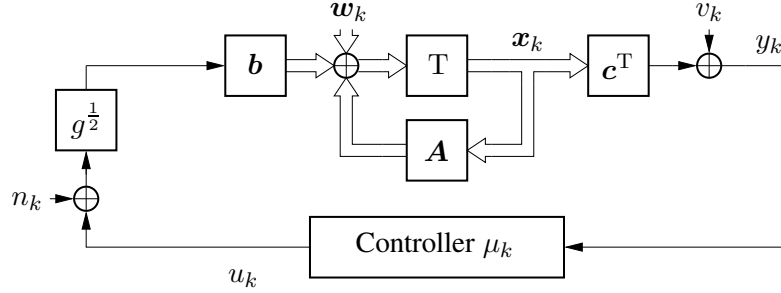 w_k
v_k
b
T
x_k
c^T
y_k
g^{1/2}
A
n_k
Controller μ_k
u_k